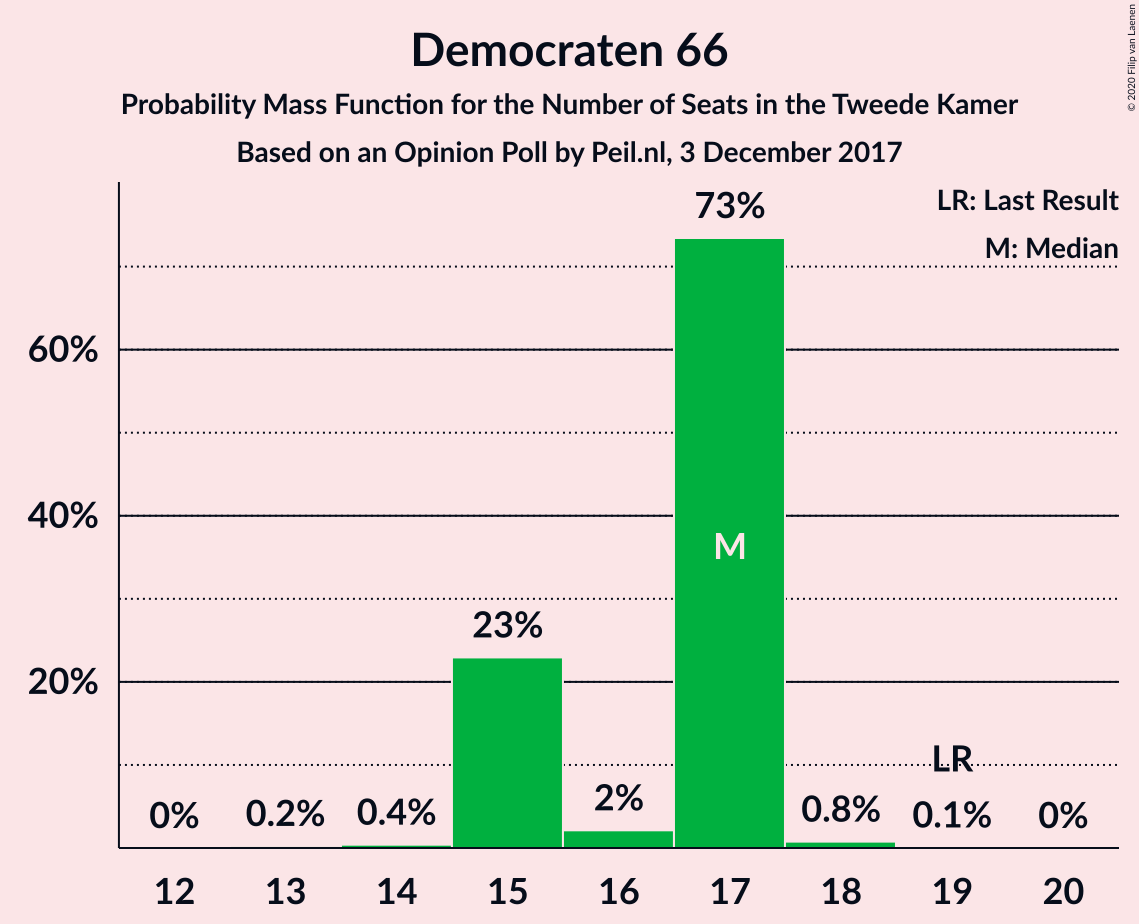 Democraten 66
Probability Mass Function for the Number of Seats in the Tweede Kamer
Based on an Opinion Poll by Peil.nl, 3 December 2017
© 2020 Filip van Laenen
LR: Last Result
M: Median
73%
60%
40%
20%
M
23%
LR
0%
0.2%
0.4%
2%
0.8%
0.1%
0%
12 13 14 15 16 17 18 19 20